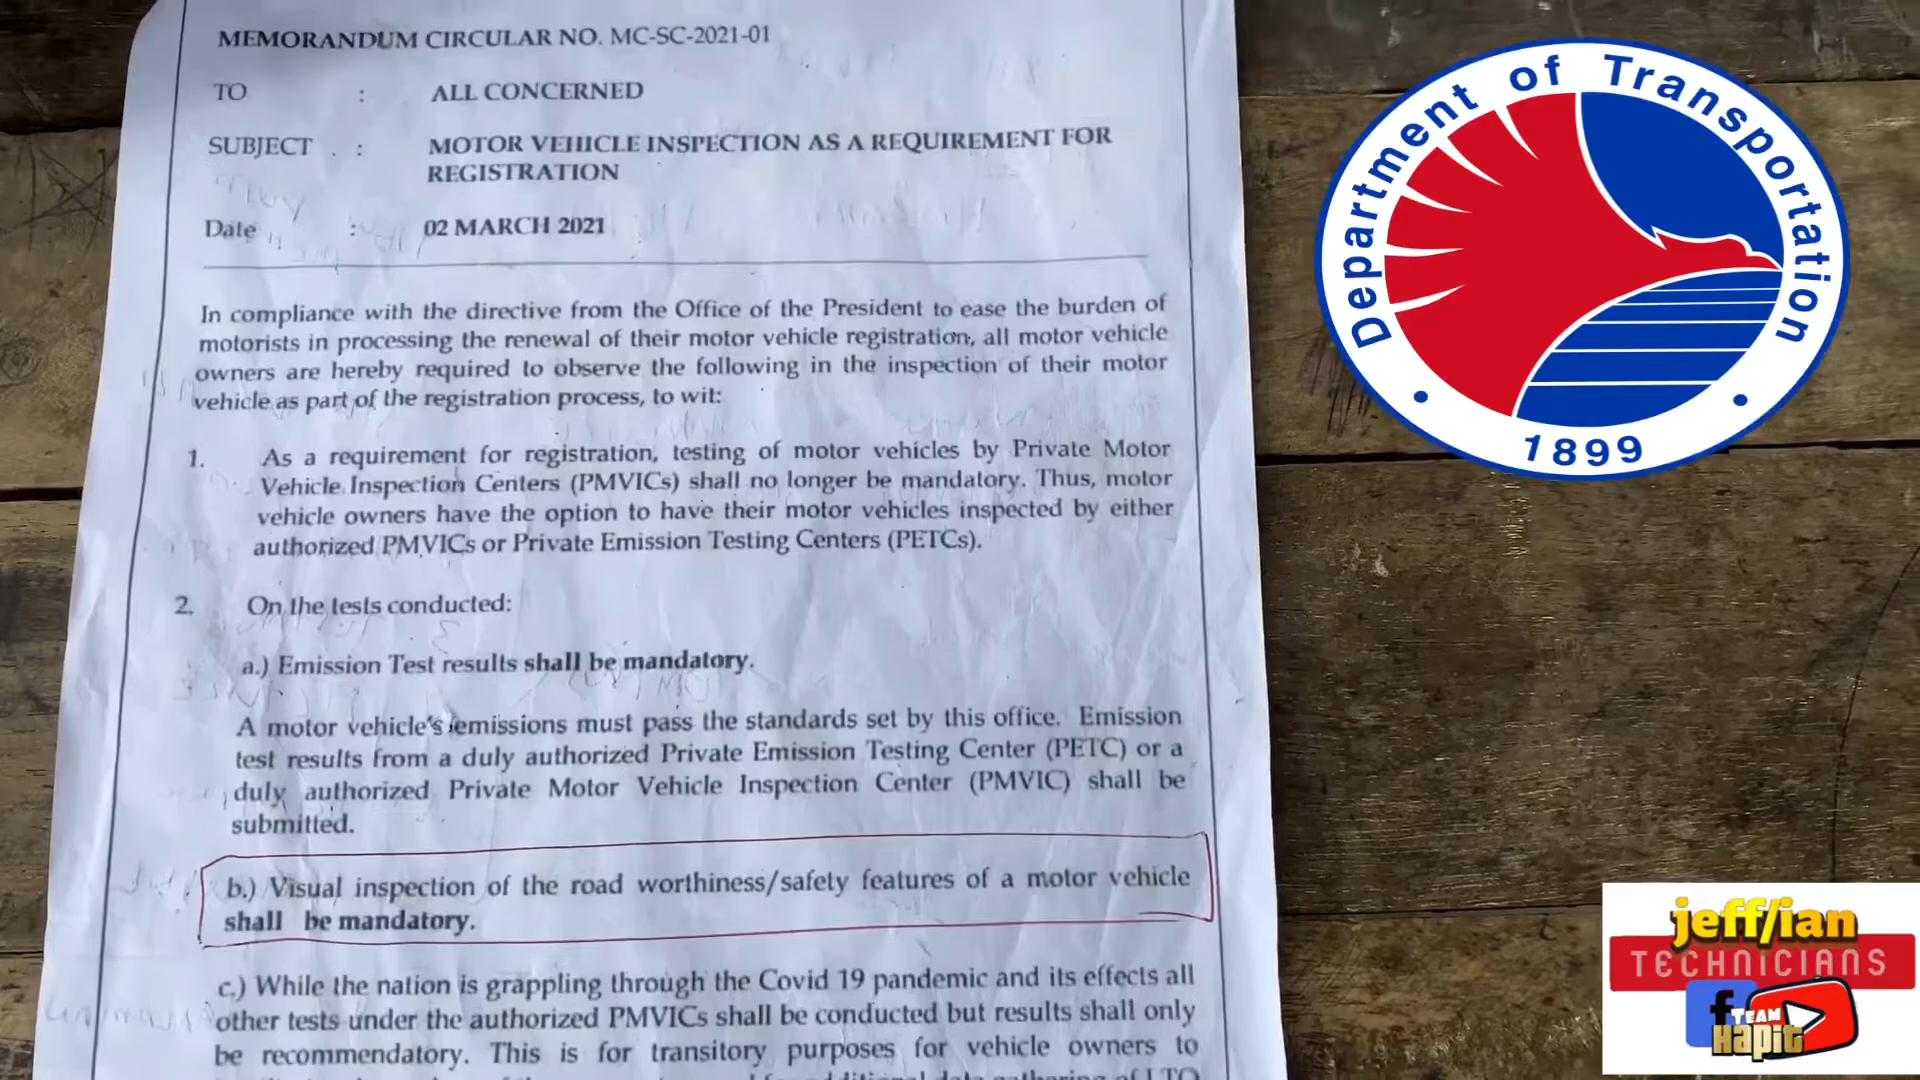 MEMORANDUM CIRCULAR NO. MC-SC-2021-01
TO : ALL CONCERNED
SUBJECT : MOTOR VEHICLE INSPECTION AS A REQUIREMENT FOR
REGISTRATION
Date : 02 MARCH 2021
In compliance with the directive from the Office of the President to ease the burden of
motorists in processing the renewal of their motor vehicle registration, all motor vehicle
owners are hereby required to observe the following in the inspection of their motor
vehicle as part of the registration process, to wit:
1. As a requirement for registration, testing of motor vehicles by Private Motor
Vehicle Inspection Centers (PMVICs) shall no longer be mandatory. Thus, motor
vehicle owners have the option to have their motor vehicles inspected by either
authorized PMVICs or Private Emission Testing Centers (PETCs).
2. On the tests conducted:
a.) Emission Test results shall be mandatory.
A motor vehicle's emissions must pass the standards set by this office. Emission
test results from a duly authorized Private Emission Testing Center (PETC) or a
duly authorized Private Motor Vehicle Inspection Center (PMVIC) shall be
submitted.
b.) Visual inspection of the road worthiness/safety features of a motor vehicle
shall be mandatory.
c.) While the nation is grappling through the Covid 19 pandemic and its effects all
other tests under the authorized PMVICs shall be conducted but results shall only
be recommendatory. This is for transitory purposes for vehicle owners to
Department of Transportation
1899
jeff/ian
TECHNICIANS
f TEAM
Hapit